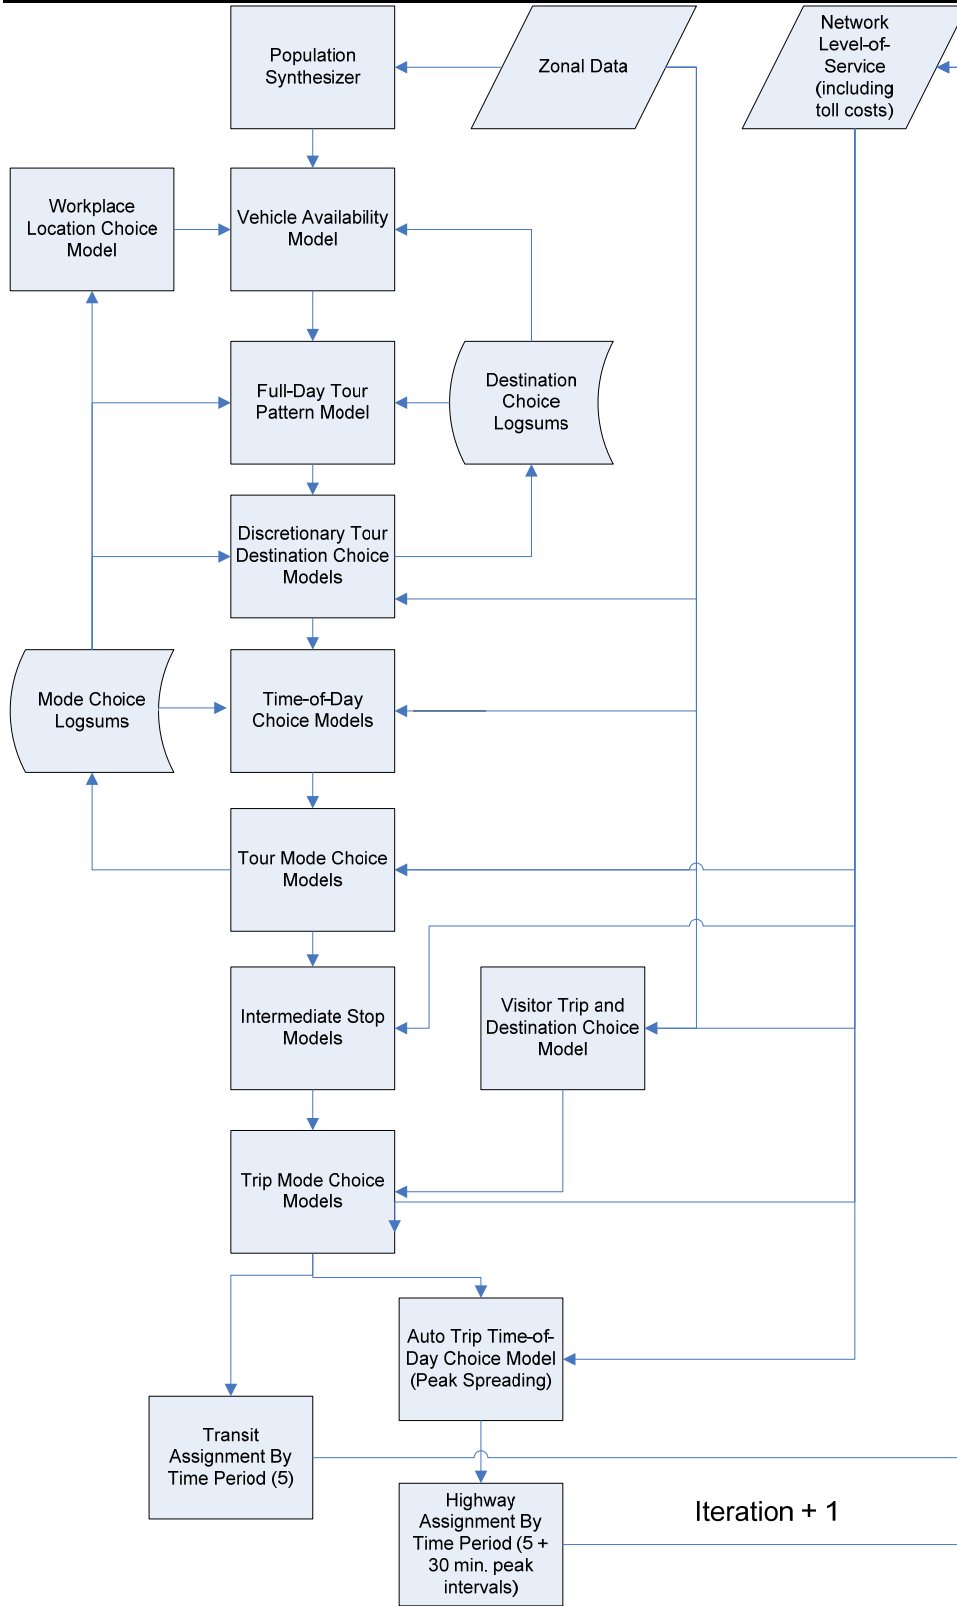 Population
Synthesizer
Zonal Data
Network
Level-of-
Service
(including
toll costs)
Workplace
Location Choice
Model
Vehicle Availability
Model
Full-Day Tour
Pattern Model
Destination
Choice
Logsums
Discretionary Tour
Destination Choice
Models
Mode Choice
Logsums
Time-of-Day
Choice Models
Tour Mode Choice
Models
Intermediate Stop
Models
Visitor Trip and
Destination Choice
Model
Trip Mode Choice
Models
Auto Trip Time-of-
Day Choice Model
(Peak Spreading)
Transit
Assignment By
Time Period (5)
Highway
Assignment By
Time Period (5 +
30 min. peak
intervals)
Iteration + 1